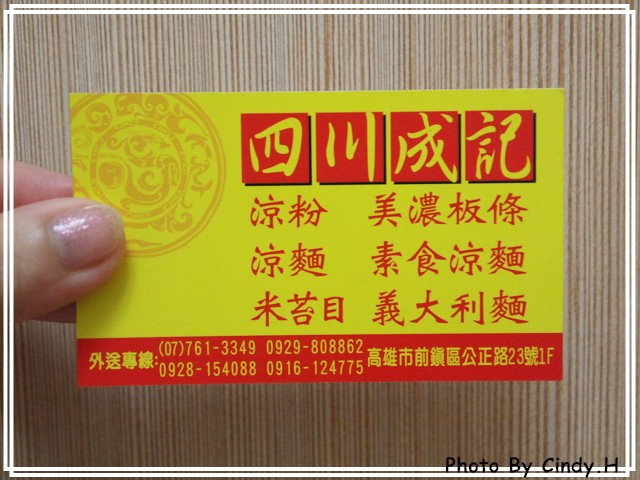 四川成記
涼粉 美濃板條
涼麵 素食涼麵
米苔目 義大利麵
外送專線:(07)761-3349 0929-808862
0928-154088 0916-124775
高雄市前鎮區公正路23號1F
Photo By Cindy.H